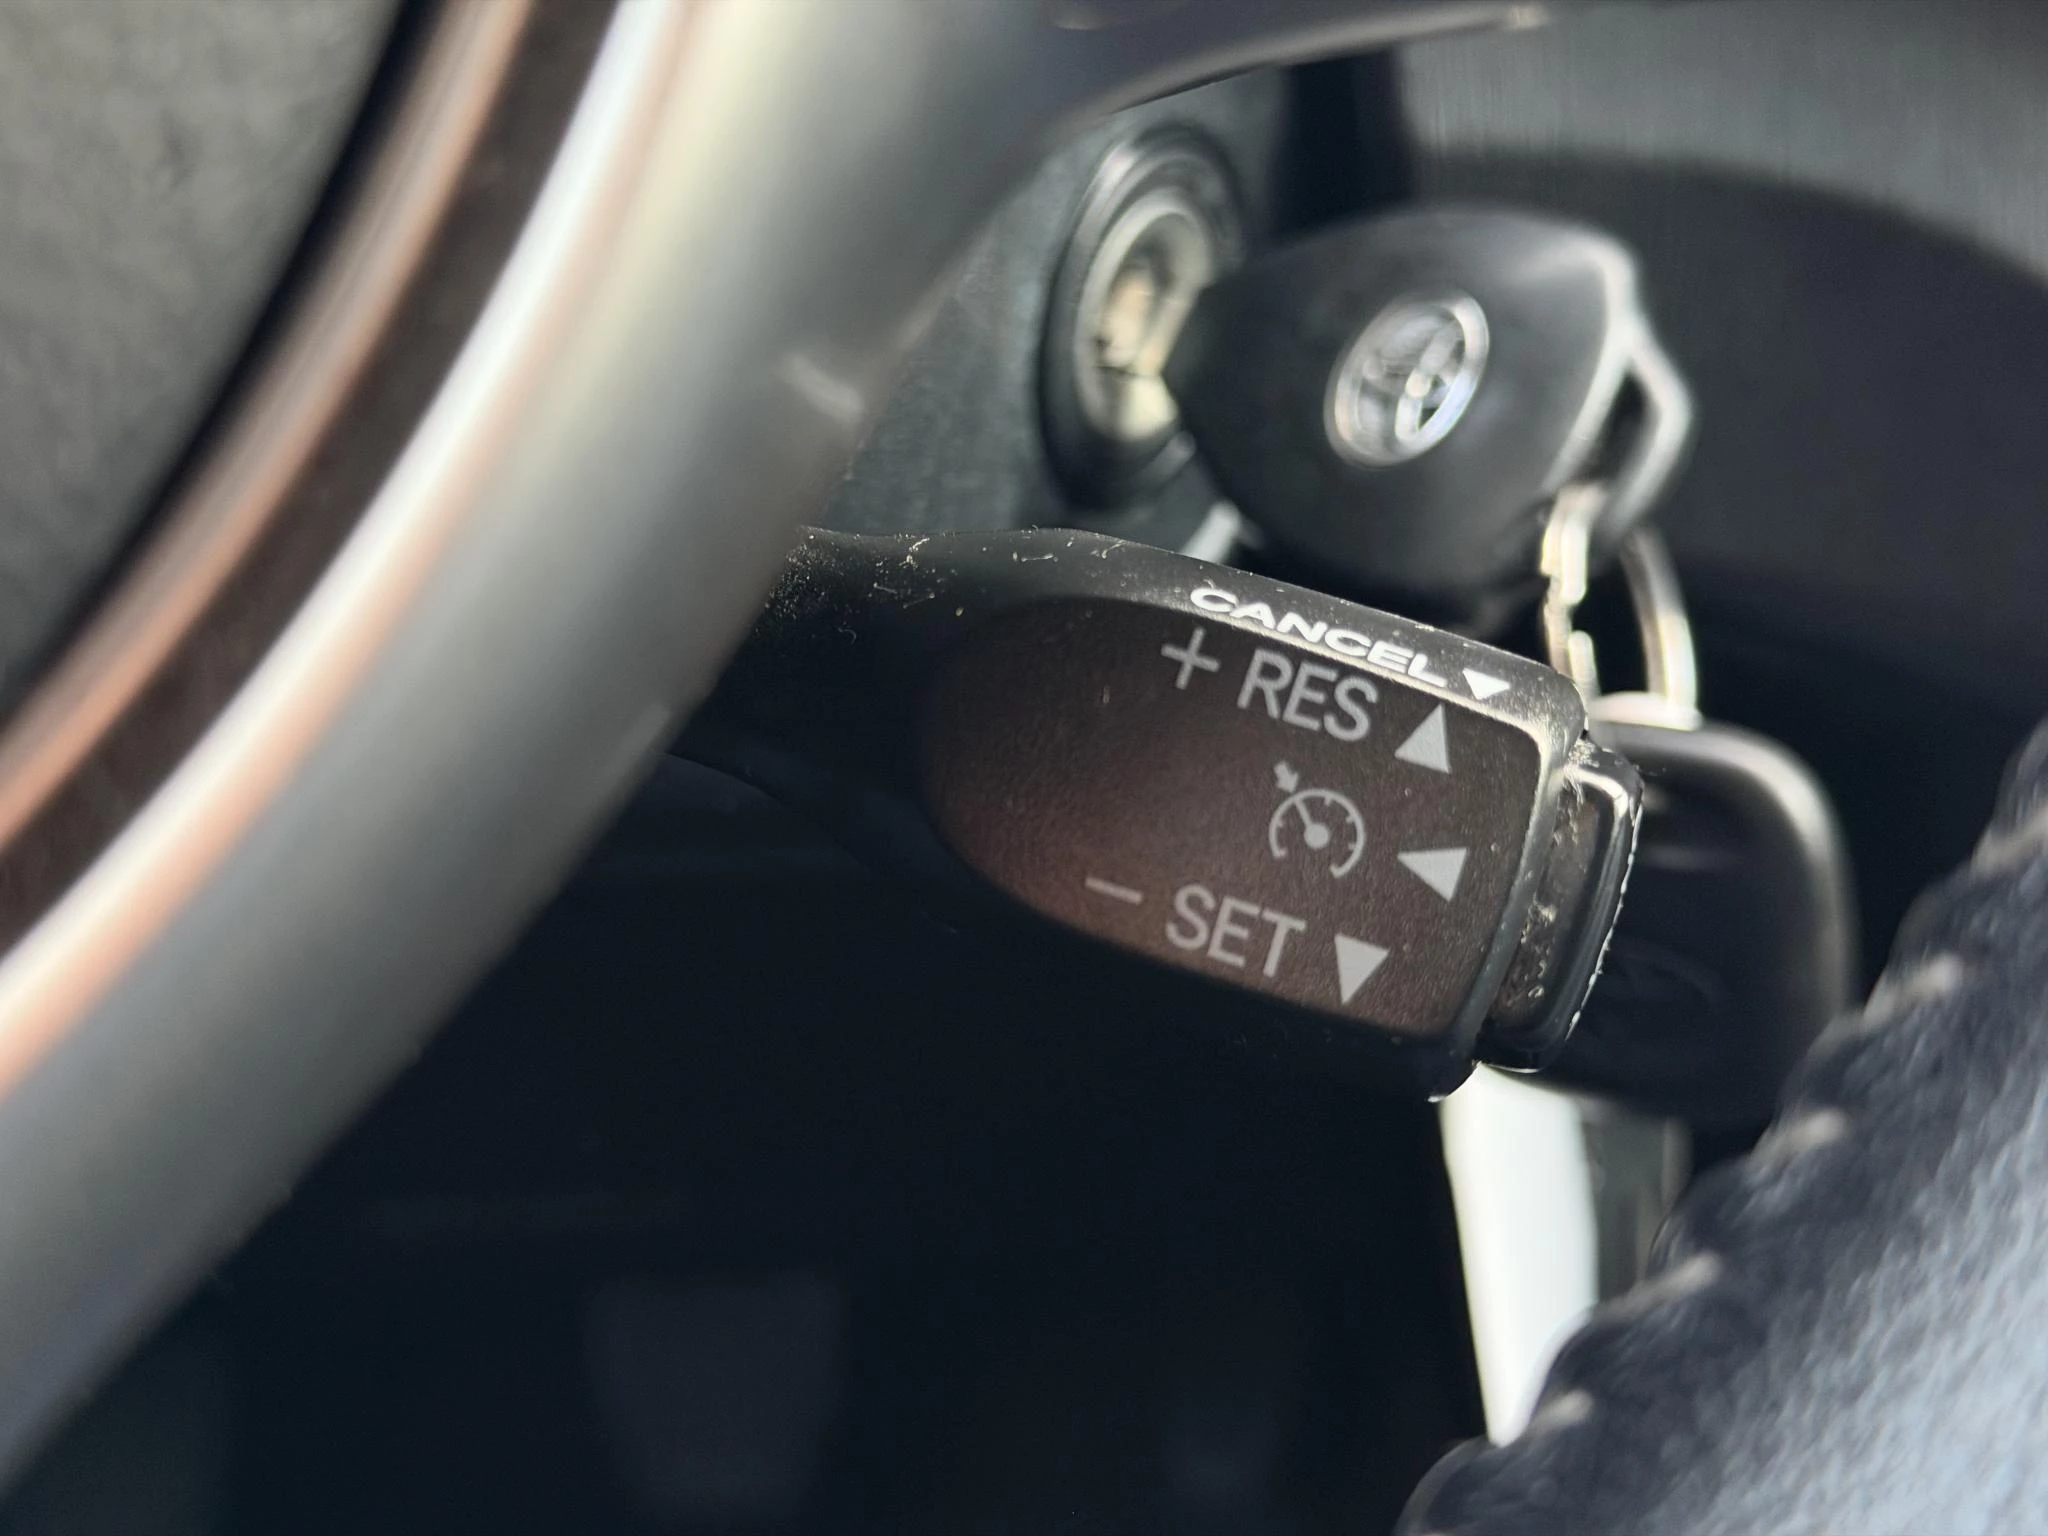 CANCEL
+ RES
- SET